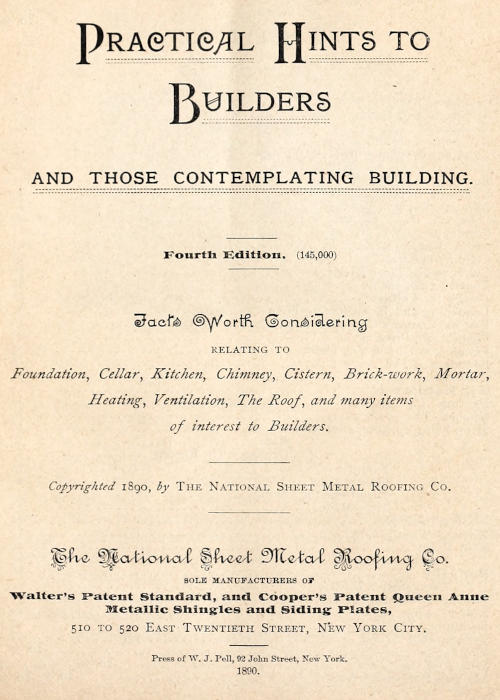 PRACTICAL HINTS TO
BUILDERS
AND THOSE CONTEMPLATING BUILDING.
Fourth Edition. (145,000)
Facts Worth Considering
RELATING TO
Foundation, Cellar, Kitchen, Chimney, Cistern, Brick-work, Mortar,
Heating, Ventilation, The Roof, and many items
of interest to Builders.
Copyrighted 1890, by THE NATIONAL SHEET METAL ROOFING CO.
The National Sheet Metal Roofing Co.
SOLE MANUFACTURERS OF
Walter's Patent Standard, and Cooper's Patent Queen Anne
Metallic Shingles and Siding Plates,
510 TO 520 EAST TWENTIETH STREET, NEW YORK CITY.
Press of W. J. Pell, 92 John Street, New York.
1890.